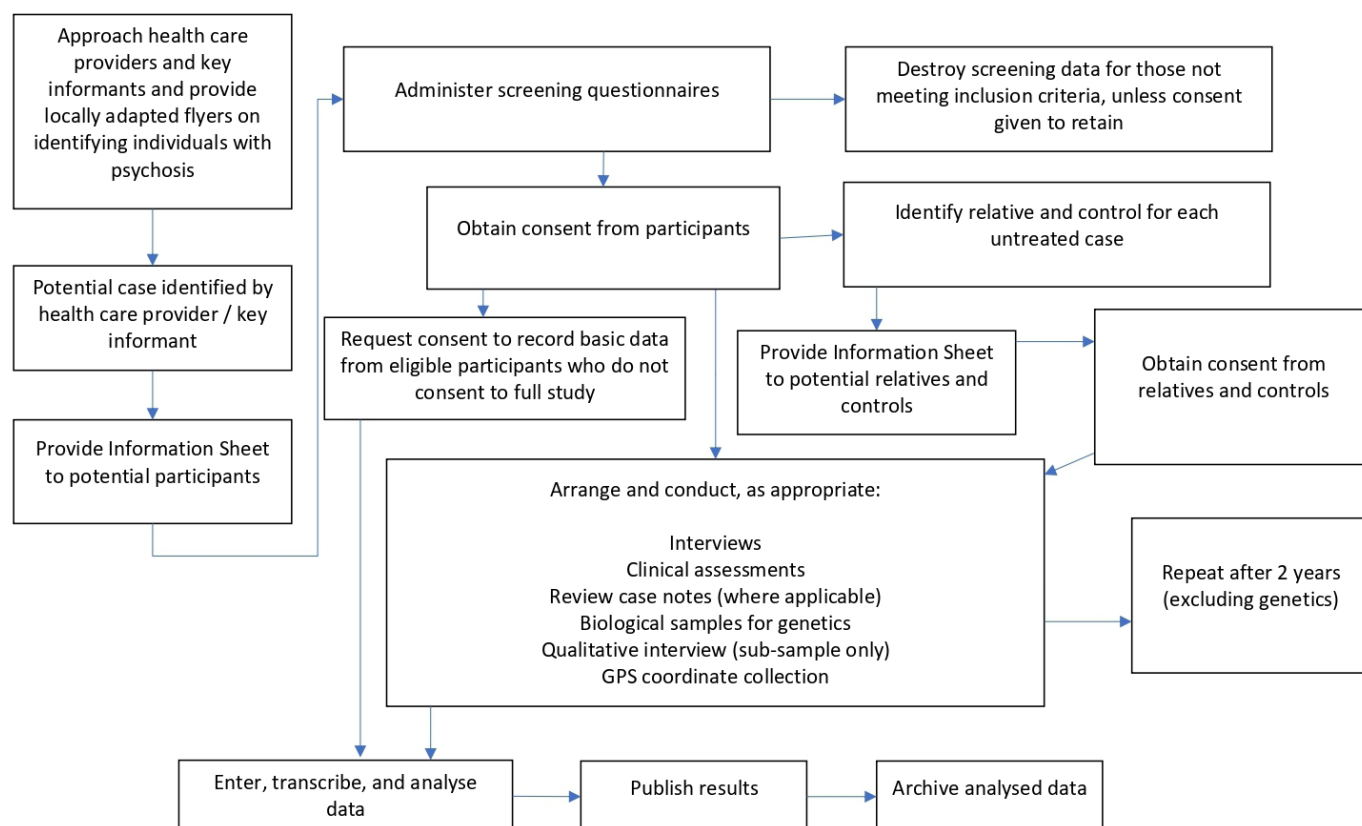 Approach health care
providers and key
informants and provide
locally adapted flyers on
identifying individuals with
psychosis
Potential case identified by
health care provider / key
informant
Provide Information Sheet
to potential participants
Administer screening questionnaires
Destroy screening data for those not
meeting inclusion criteria, unless consent
given to retain
Obtain consent from participants
Identify relative and control for each
untreated case
Request consent to record basic data
from eligible participants who do not
consent to full study
Provide Information Sheet
to potential relatives and
controls
Obtain consent from
relatives and controls
Arrange and conduct, as appropriate:
Interviews
Clinical assessments
Review case notes (where applicable)
Biological samples for genetics
Qualitative interview (sub-sample only)
GPS coordinate collection
Repeat after 2 years
(excluding genetics)
Enter, transcribe, and analyse
data
Publish results
Archive analysed data